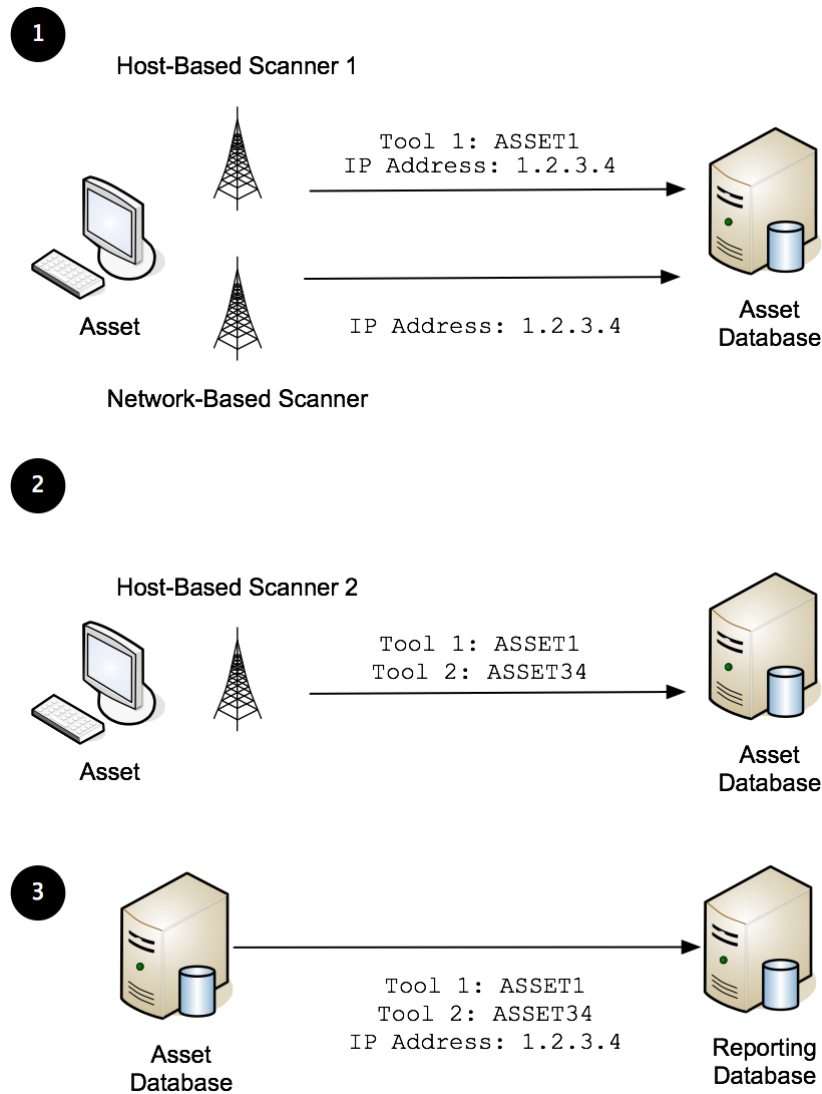 1
Host-Based Scanner 1
Tool 1: ASSET1
IP Address: 1.2.3.4
Asset
Asset
Database
IP Address: 1.2.3.4
Network-Based Scanner
2
Host-Based Scanner 2
Tool 1: ASSET1
Tool 2: ASSET34
Asset
Asset
Database
3
Tool 1: ASSET1
Tool 2: ASSET34
IP Address: 1.2.3.4
Asset
Database
Reporting
Database